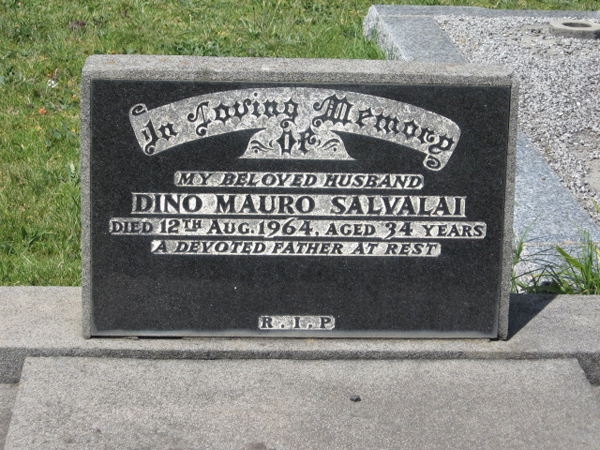 In Loving Memory
of
MY BELOVED HUSBAND
DINO MAURO SALVALAI
DIED 12TH AUG. 1964, AGED 34 YEARS
A DEVOTED FATHER AT REST
R.I.P